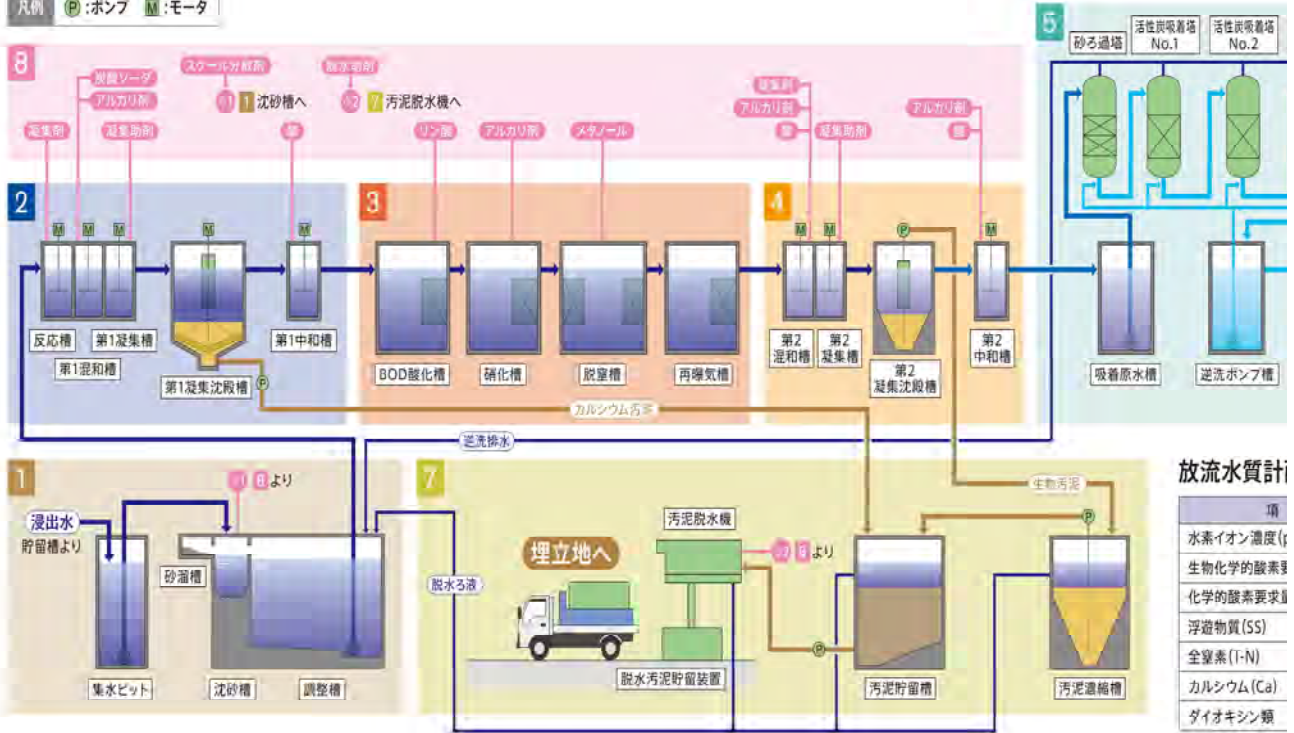 凡例 P:ポンプ M:モータ
8
炭酸ソーダ
アルカリ剤
凝集剤
凝集助剤
スケール分散剤
※1 1 沈砂槽へ
脱水助剤
※2 7 汚泥脱水機へ
酸
リン酸
アルカリ剤
メタノール
凝集剤
アルカリ剤
酸
凝集助剤
アルカリ剤
酸
5
砂ろ過塔
活性炭吸着塔
No.1
活性炭吸着塔
No.2
吸着原水槽
逆洗ポンプ槽
2
M
M
M
M
M
反応槽
第1混和槽
第1凝集槽
第1凝集沈殿槽
P
第1中和槽
3
BOD酸化槽
硝化槽
脱窒槽
再曝気槽
4
M
M
P
M
第2
混和槽
第2
凝集槽
第2
凝集沈殿槽
第2
中和槽
カルシウム汚泥
逆洗排水
1
※1 8 より
浸出水
貯留槽より
砂溜槽
集水ピット
沈砂槽
調整槽
7
脱水ろ液
埋立地へ
汚泥脱水機
※2 8 より
脱水汚泥貯留装置
P
汚泥貯留槽
生物汚泥
P
汚泥濃縮槽
放流水質計
項
水素イオン濃度(p
生物化学的酸素要
化学的酸素要求量
浮遊物質(SS)
全窒素(T-N)
カルシウム(Ca)
ダイオキシン類